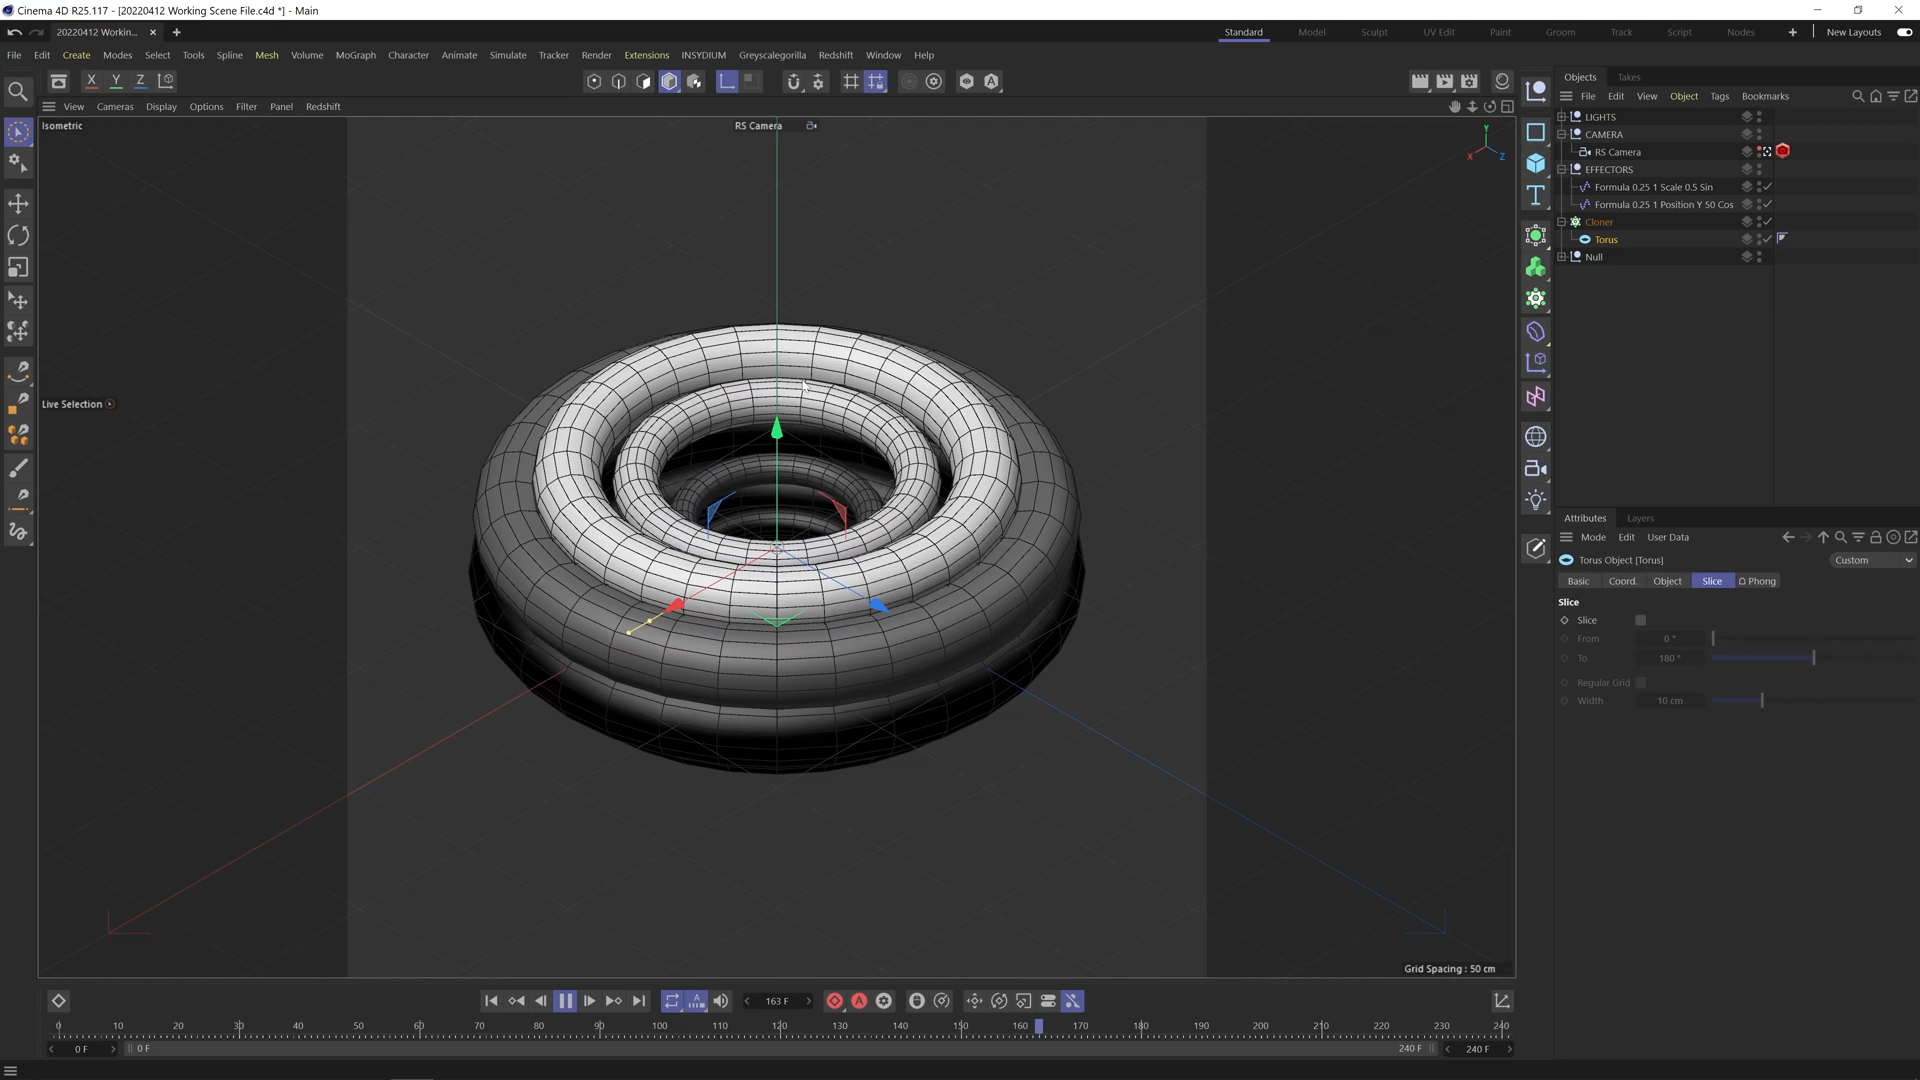 Cinema 4D R25.117 - [20220412 Working Scene File.c4d *] - Main
20220412 Workin... × +
Standard Model Sculpt UV Edit Paint Groom Track Script Nodes + New Layouts
File Edit Create Modes Select Tools Spline Mesh Volume MoGraph Character Animate Simulate Tracker Render Extensions INSYDIUM Greyscalegorilla Redshift Window Help
X Y Z
Objects Takes
View Cameras Display Options Filter Panel Redshift
File Edit View Object Tags Bookmarks
Isometric
RS Camera
Y
X Z
LIGHTS
CAMERA
RS Camera
EFFECTORS
Formula 0.25 1 Scale 0.5 Sin
Formula 0.25 1 Position Y 50 Cos
Cloner
Torus
Null
Live Selection
Attributes Layers
Mode Edit User Data
Torus Object [Torus]
Custom
Basic Coord. Object Slice Phong
Slice
Slice
From 0 °
To 180 °
Regular Grid
Width 10 cm
Grid Spacing : 50 cm
163 F
0 10 20 30 40 50 60 70 80 90 100 110 120 130 140 150 160 170 180 190 200 210 220 230 240
0 F 0 F 240 F 240 F